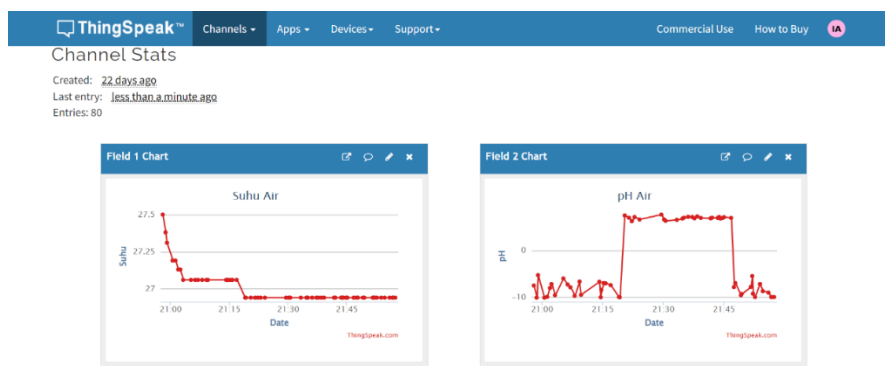 ThingSpeak™ Channels Apps Devices Support Commercial Use How to Buy IA
Channel Stats
Created: 22 days ago
Last entry: less than a minute ago
Entries: 80
Field 1 Chart
Suhu Air
27.5
27.25
27
Suhu
21:00 21:15 21:30 21:45
Date
ThingSpeak.com
Field 2 Chart
pH Air
0
-10
pH
21:00 21:15 21:30 21:45
Date
ThingSpeak.com